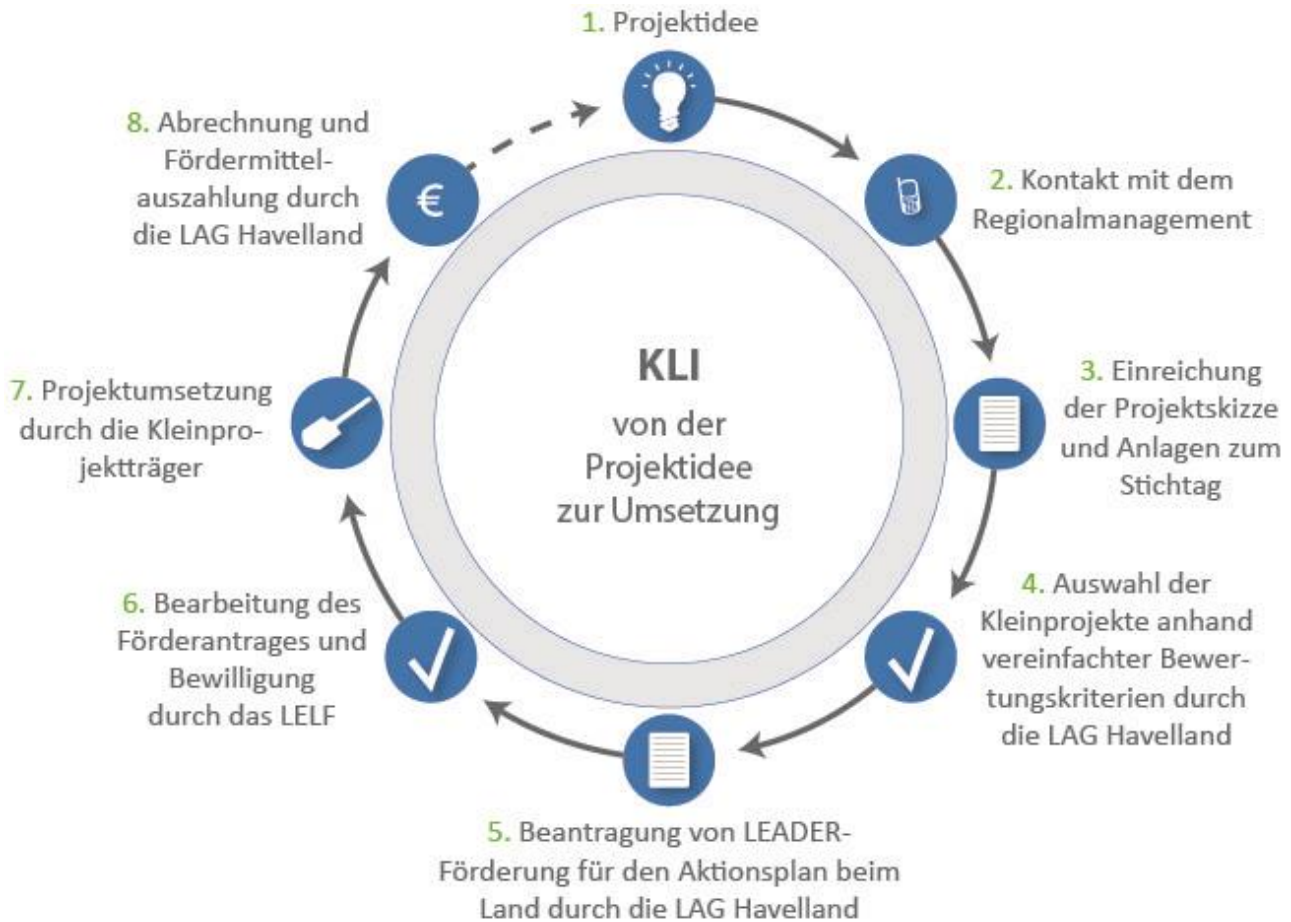 1. Projektidee
2. Kontakt mit dem
Regionalmanagement
3. Einreichung
der Projektskizze
und Anlagen zum
Stichtag
4. Auswahl der
Kleinprojekte anhand
vereinfachter Bewer-
tungskriterien durch
die LAG Havelland
5. Beantragung von LEADER-
Förderung für den Aktionsplan beim
Land durch die LAG Havelland
6. Bearbeitung des
Förderantrages und
Bewilligung
durch das LELF
7. Projektumsetzung
durch die Kleinpro-
jektträger
8. Abrechnung und
Fördermittel-
auszahlung durch
die LAG Havelland
€
KLI
von der
Projektidee
zur Umsetzung